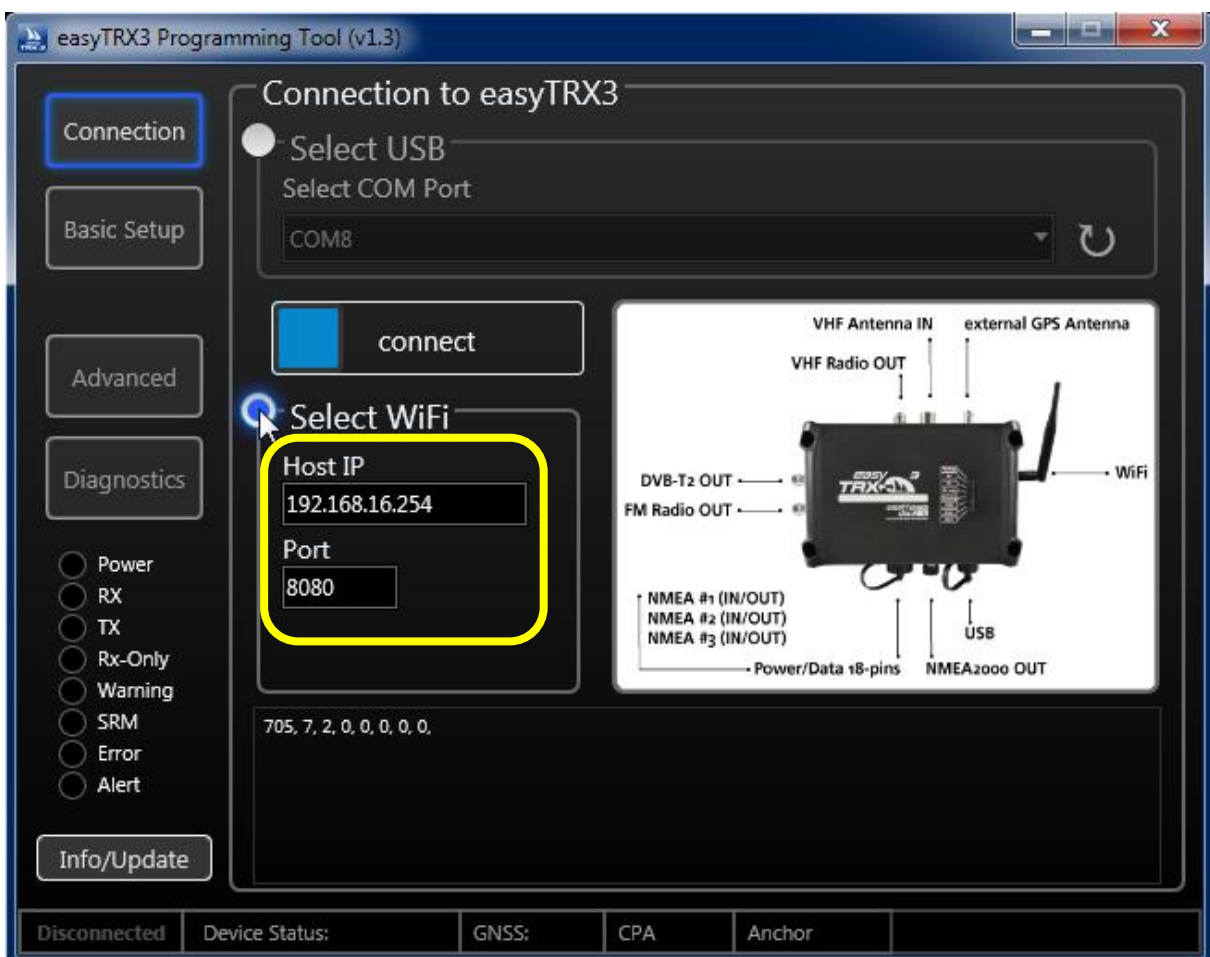 easyTRX3 Programming Tool (v1.3)
Connection to easyTRX3
Connection
Select USB
Select COM Port
Basic Setup
COM8
connect
Advanced
Select WiFi
Host IP
192.168.16.254
Diagnostics
Port
8080
VHF Antenna IN
external GPS Antenna
VHF Radio OUT
DVB-T2 OUT
WiFi
FM Radio OUT
EASY
TRX 3
NMEA #1 (IN/OUT)
NMEA #2 (IN/OUT)
NMEA #3 (IN/OUT)
USB
Power/Data 18-pins
NMEA2000 OUT
Power
RX
TX
Rx-Only
Warning
SRM
Error
Alert
705, 7, 2, 0, 0, 0, 0, 0,
Info/Update
Disconnected
Device Status:
GNSS:
CPA
Anchor